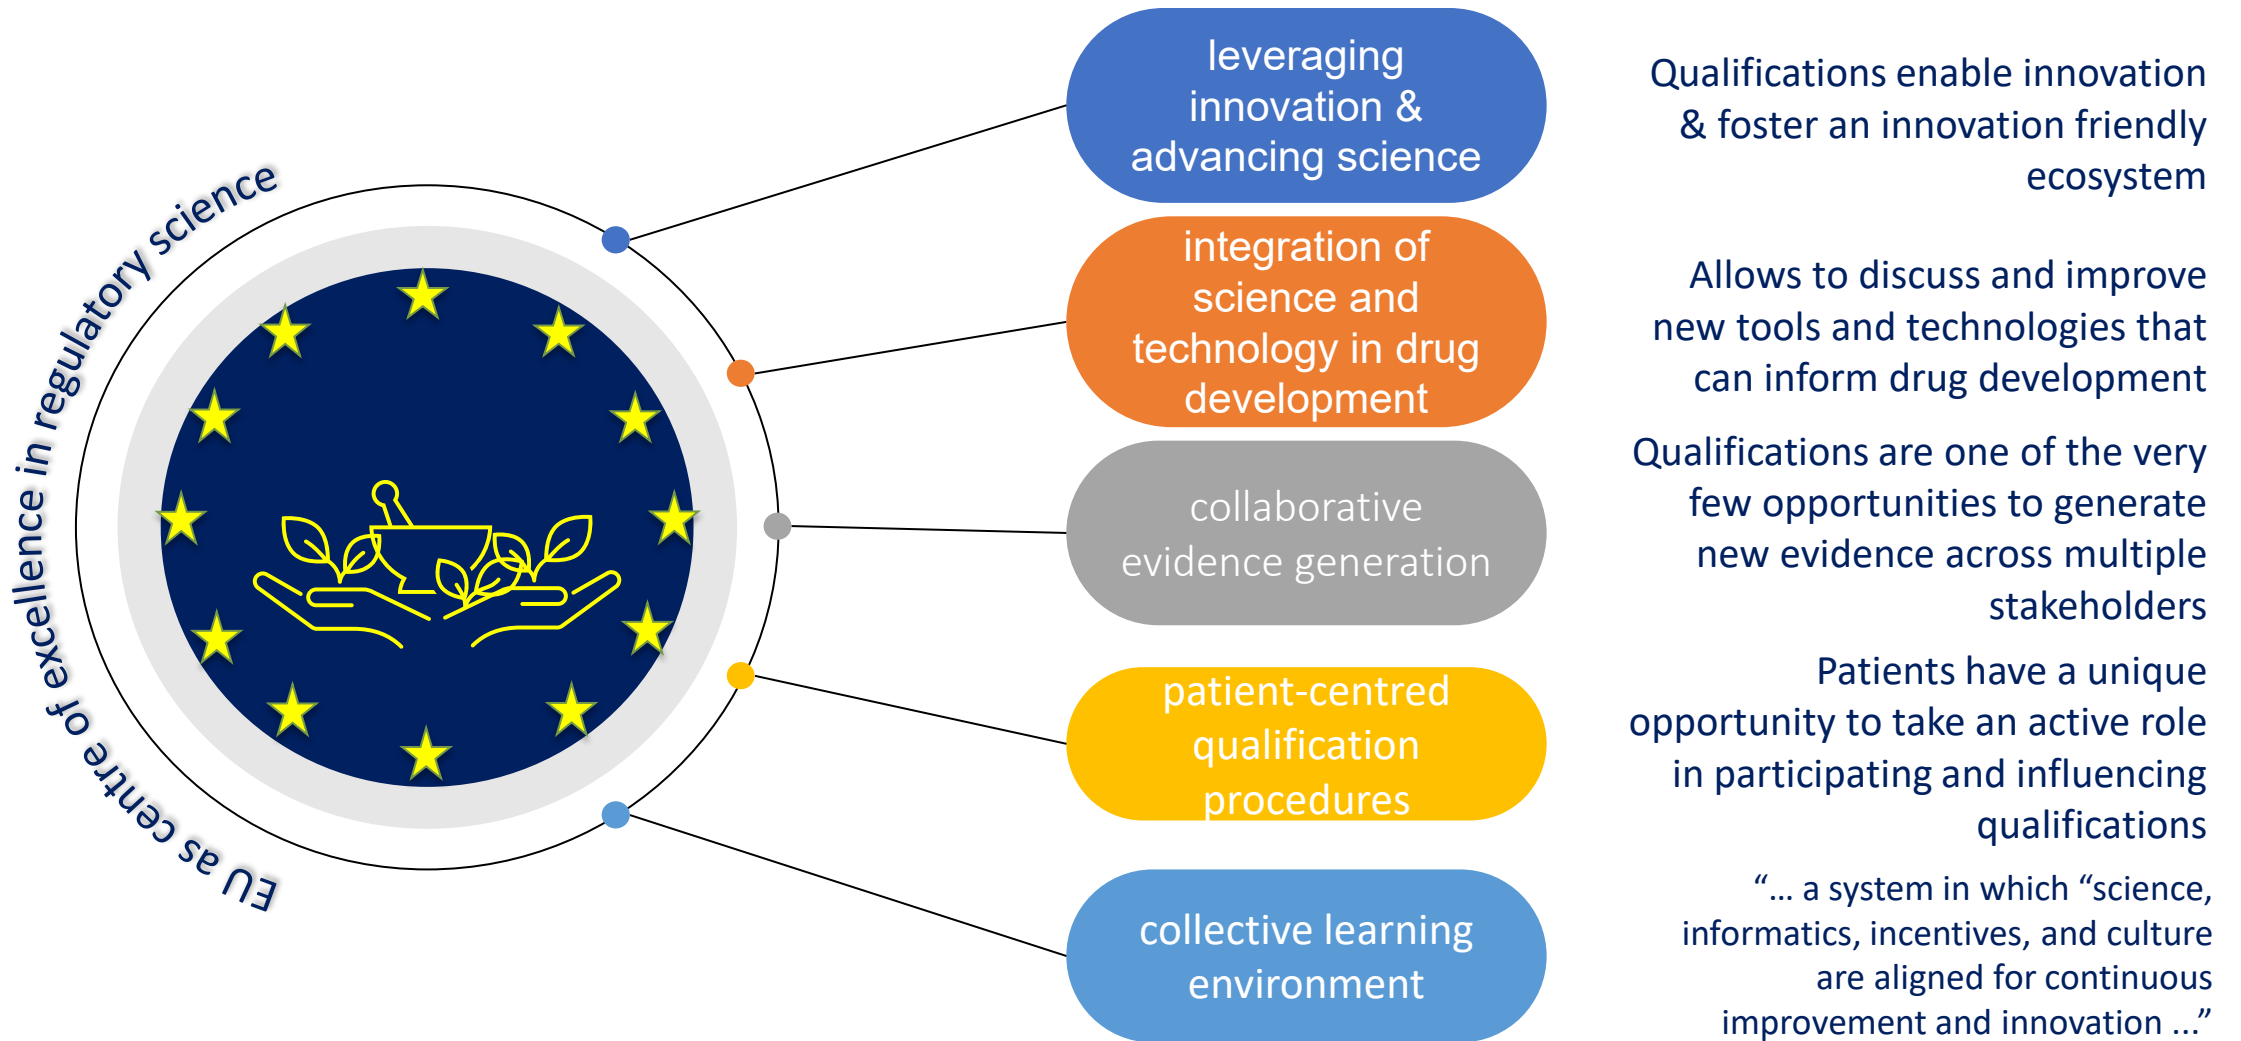 EU as centre of excellence in regulatory science
leveraging
innovation &
advancing science
Qualifications enable innovation
& foster an innovation friendly
ecosystem
integration of
science and
technology in drug
development
Allows to discuss and improve
new tools and technologies that
can inform drug development
collaborative
evidence generation
Qualifications are one of the very
few opportunities to generate
new evidence across multiple
stakeholders
patient-centred
qualification
procedures
Patients have a unique
opportunity to take an active role
in participating and influencing
qualifications
collective learning
environment
“… a system in which “science,
informatics, incentives, and culture
are aligned for continuous
improvement and innovation ...”